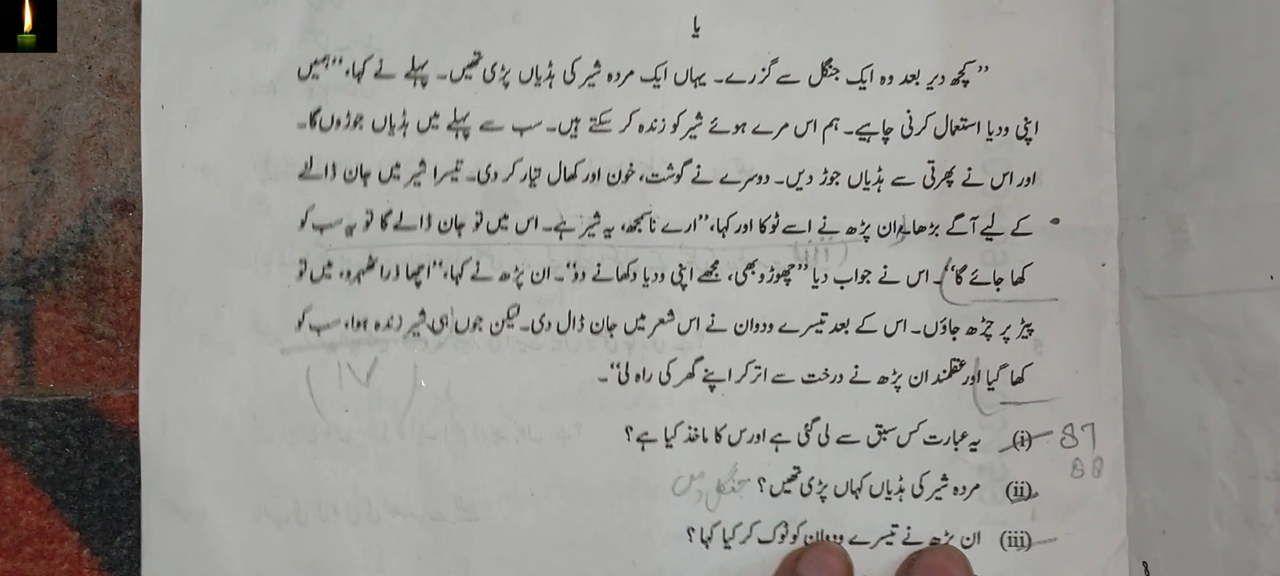 یا
”کچھ دیر بعد وہ ایک جنگل سے گزرے۔ یہاں ایک مردہ شیر کی ہڈیاں پڑی تھیں۔ پہلے نے کہا، ”ہمیں
اپنی ودیا استعمال کرنی چاہیے۔ ہم اس مرے ہوئے شیر کو زندہ کر سکتے ہیں۔ سب سے پہلے میں ہڈیاں جوڑوں گا۔
اور اس نے پھرتی سے ہڈیاں جوڑ دیں۔ دوسرے نے گوشت، خون اور کھال تیار کر دی۔ تیسرا شیر میں جان ڈالنے
کے لیے آگے بڑھا۔ ان پڑھ نے اسے ٹوکا اور کہا، ”ارے ناسمجھ، یہ شیر ہے۔ اس میں تو جان ڈالے گا تو یہ سب کو
کھا جائے گا“۔ اس نے جواب دیا ”چھوڑو بھی، مجھے اپنی ودیا دکھانے دو“۔ ان پڑھ نے کہا، ”اچھا ذرا ٹھہرو، میں تو
پیڑ پر چڑھ جاؤں۔ اس کے بعد تیسرے ودوان نے اس شعر میں جان ڈال دی۔ لیکن جوں ہی شیر زندہ ہوا، سب کو
کھا گیا اور عقلمند ان پڑھ نے درخت سے اتر کر اپنے گھر کی راہ لی“۔
(VI)
(i) یہ عبارت کس سبق سے لی گئی ہے اور س کا ماخذ کیا ہے؟ 87
88
(ii) مردہ شیر کی ہڈیاں کہاں پڑی تھیں؟ جنگل میں
(iii) ان پڑھ نے تیسرے ودوان کو ٹوک کر کیا کہا؟